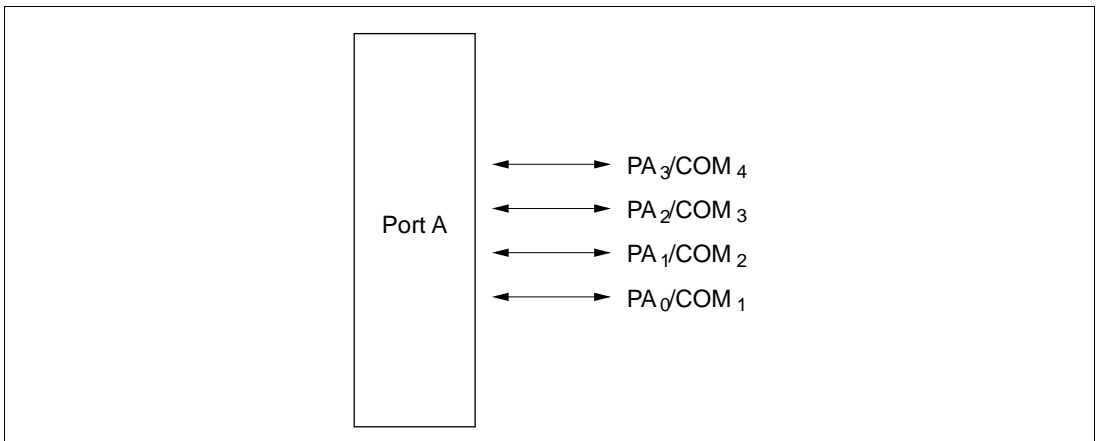 Port A
PA₃/COM₄
PA₂/COM₃
PA₁/COM₂
PA₀/COM₁